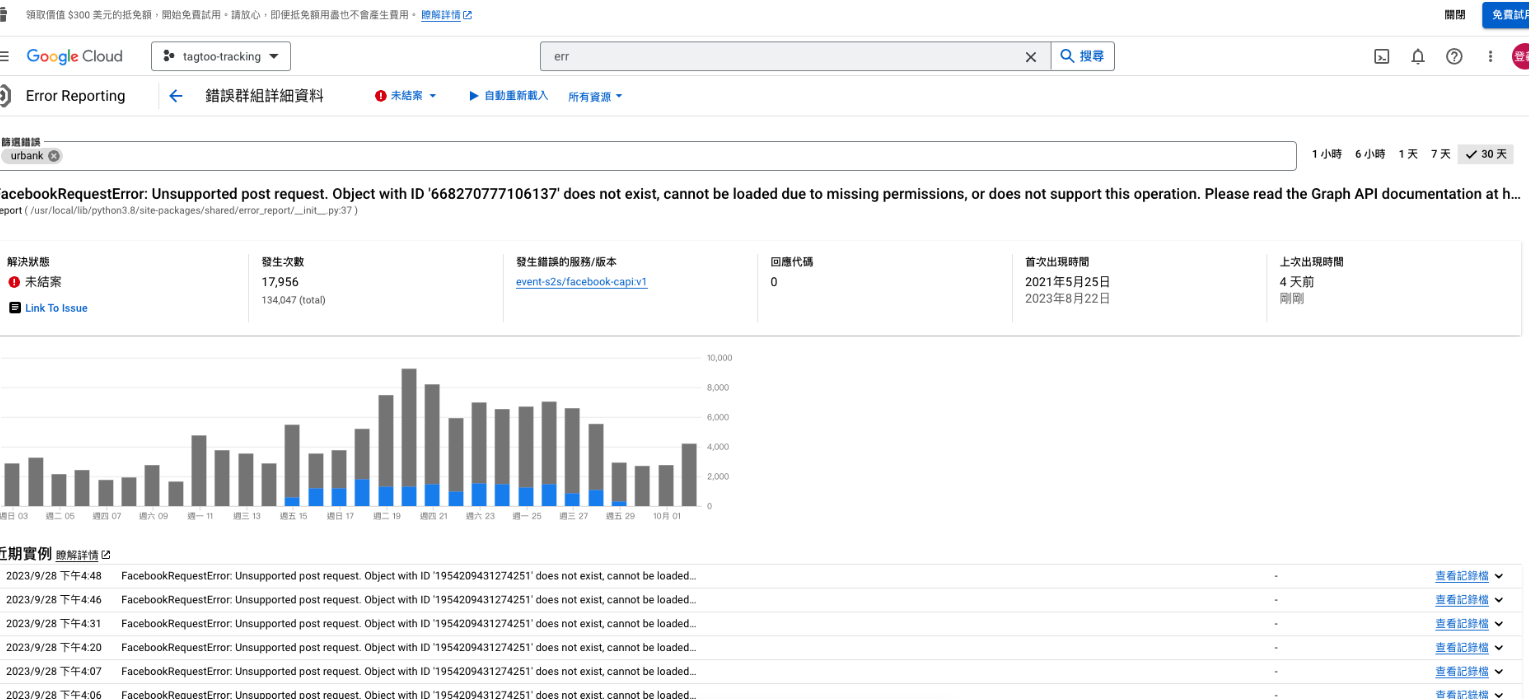 領取價值 $300 美元的抵免額，開始免費試用。請放心，即便抵免額用盡也不會產生費用。 瞭解詳情
關閉
免費試用
Google Cloud
tagtoo-tracking
err
搜尋
Error Reporting
錯誤群組詳細資料
未結案
自動重新載入
所有資源
篩選錯誤
urbank
1 小時 6 小時 1 天 7 天 30 天
acebookRequestError: Unsupported post request. Object with ID '668270777106137' does not exist, cannot be loaded due to missing permissions, or does not support this operation. Please read the Graph API documentation at h...
eport ( /usr/local/lib/python3.8/site-packages/shared/error_report/__init__.py:37 )
解決狀態
未結案
Link To Issue
發生次數
17,956
134,047 (total)
發生錯誤的服務/版本
event-s2s/facebook-capi:v1
回應代碼
0
首次出現時間
2021年5月25日
2023年8月22日
上次出現時間
4 天前
剛剛
10,000
8,000
6,000
4,000
2,000
0
週日 03 週二 05 週四 07 週六 09 週一 11 週三 13 週五 15 週日 17 週二 19 週四 21 週六 23 週一 25 週三 27 週五 29 10月 01
近期實例 瞭解詳情
2023/9/28 下午4:48 FacebookRequestError: Unsupported post request. Object with ID '1954209431274251' does not exist, cannot be loaded... - 查看記錄檔
2023/9/28 下午4:46 FacebookRequestError: Unsupported post request. Object with ID '1954209431274251' does not exist, cannot be loaded... - 查看記錄檔
2023/9/28 下午4:31 FacebookRequestError: Unsupported post request. Object with ID '1954209431274251' does not exist, cannot be loaded... - 查看記錄檔
2023/9/28 下午4:20 FacebookRequestError: Unsupported post request. Object with ID '1954209431274251' does not exist, cannot be loaded... - 查看記錄檔
2023/9/28 下午4:07 FacebookRequestError: Unsupported post request. Object with ID '1954209431274251' does not exist, cannot be loaded... - 查看記錄檔
2023/9/28 下午4:06 FacebookRequestError: Unsupported post request. Object with ID '1954209431274251' does not exist, cannot be loaded... - 查看記錄檔